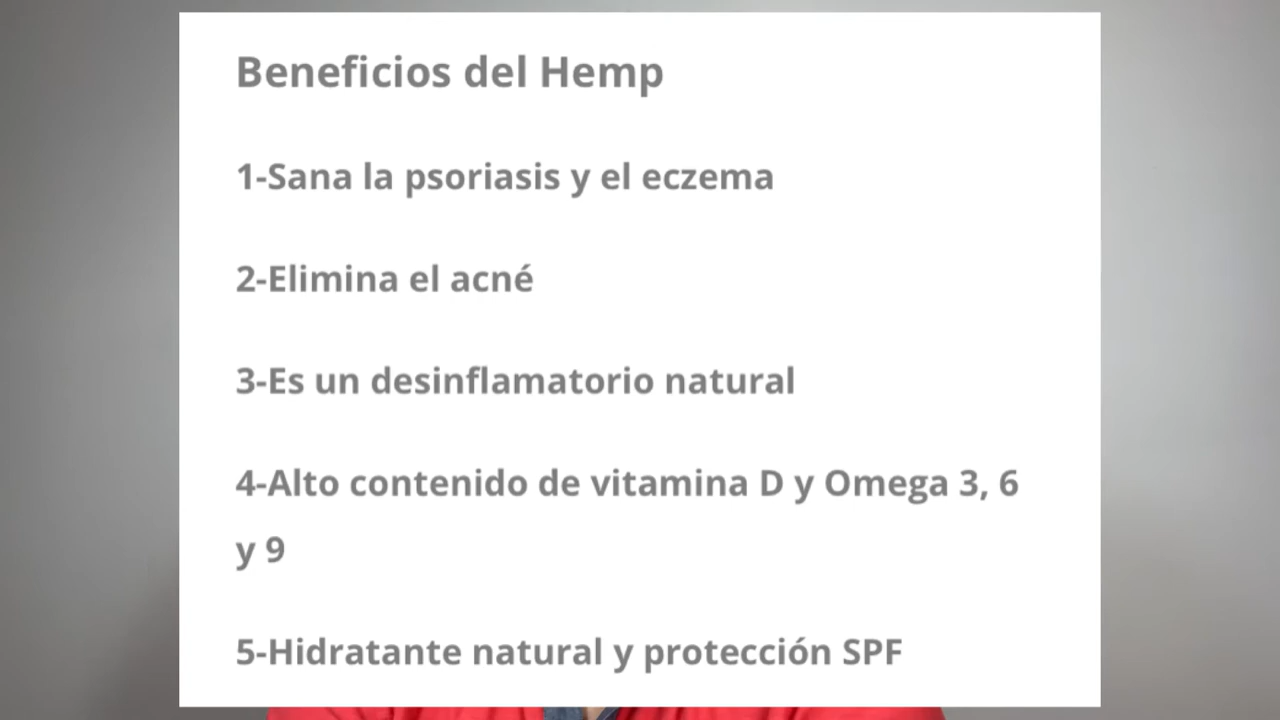 Beneficios del Hemp
1-Sana la psoriasis y el eczema
2-Elimina el acné
3-Es un desinflamatorio natural
4-Alto contenido de vitamina D y Omega 3, 6
y 9
5-Hidratante natural y protección SPF